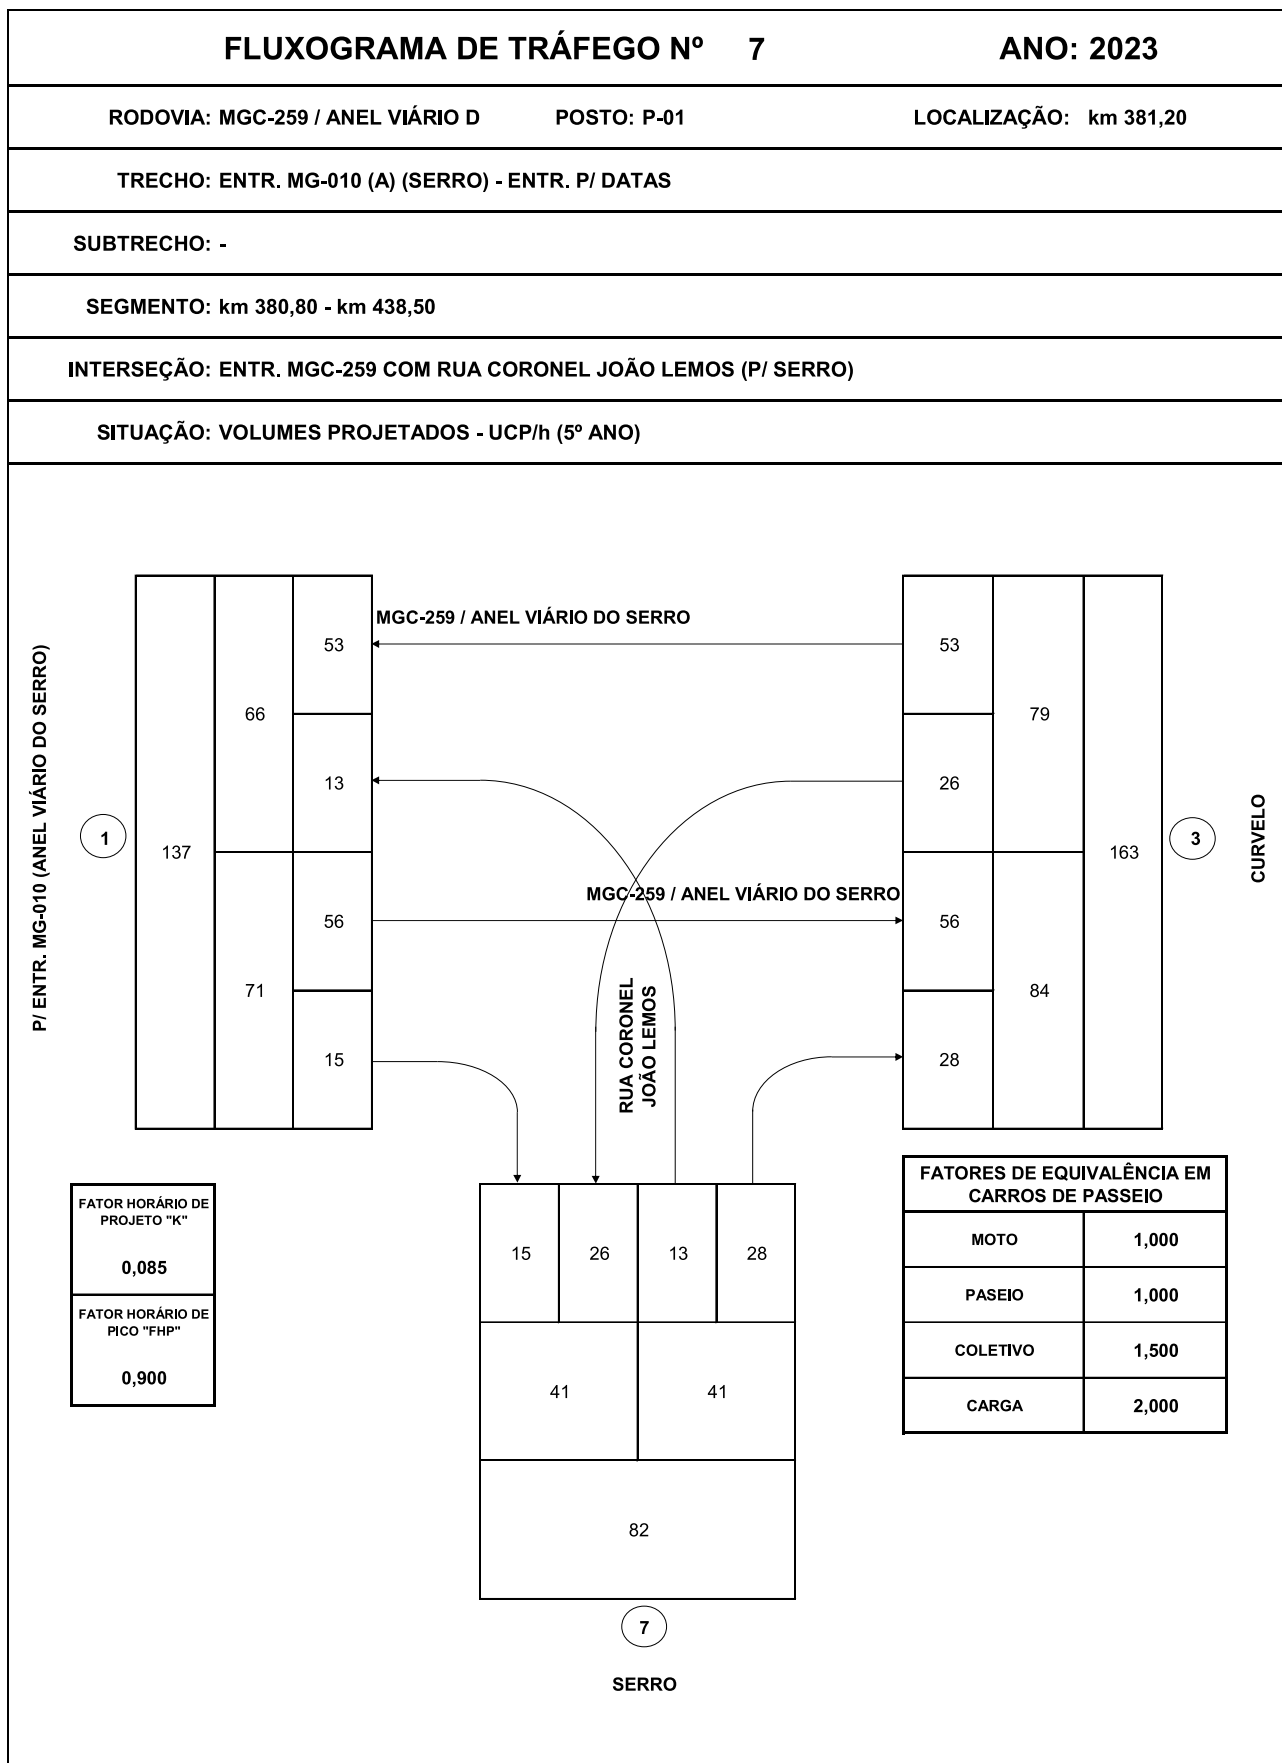 FLUXOGRAMA DE TRÁFEGO Nº 7 ANO: 2023
RODOVIA: MGC-259 / ANEL VIÁRIO D POSTO: P-01 LOCALIZAÇÃO: km 381,20
TRECHO: ENTR. MG-010 (A) (SERRO) - ENTR. P/ DATAS
SUBTRECHO: -
SEGMENTO: km 380,80 - km 438,50
INTERSEÇÃO: ENTR. MGC-259 COM RUA CORONEL JOÃO LEMOS (P/ SERRO)
SITUAÇÃO: VOLUMES PROJETADOS - UCP/h (5º ANO)
P/ ENTR. MG-010 (ANEL VIÁRIO DO SERRO)
1
137
66
71
53
13
56
15
MGC-259 / ANEL VIÁRIO DO SERRO
MGC-259 / ANEL VIÁRIO DO SERRO
RUA CORONEL
JOÃO LEMOS
53
26
56
28
79
84
163
3
CURVELO
FATOR HORÁRIO DE
PROJETO "K"
0,085
FATOR HORÁRIO DE
PICO "FHP"
0,900
15 26 13 28
41 41
82
7
SERRO
FATORES DE EQUIVALÊNCIA EM
CARROS DE PASSEIO
MOTO 1,000
PASEIO 1,000
COLETIVO 1,500
CARGA 2,000